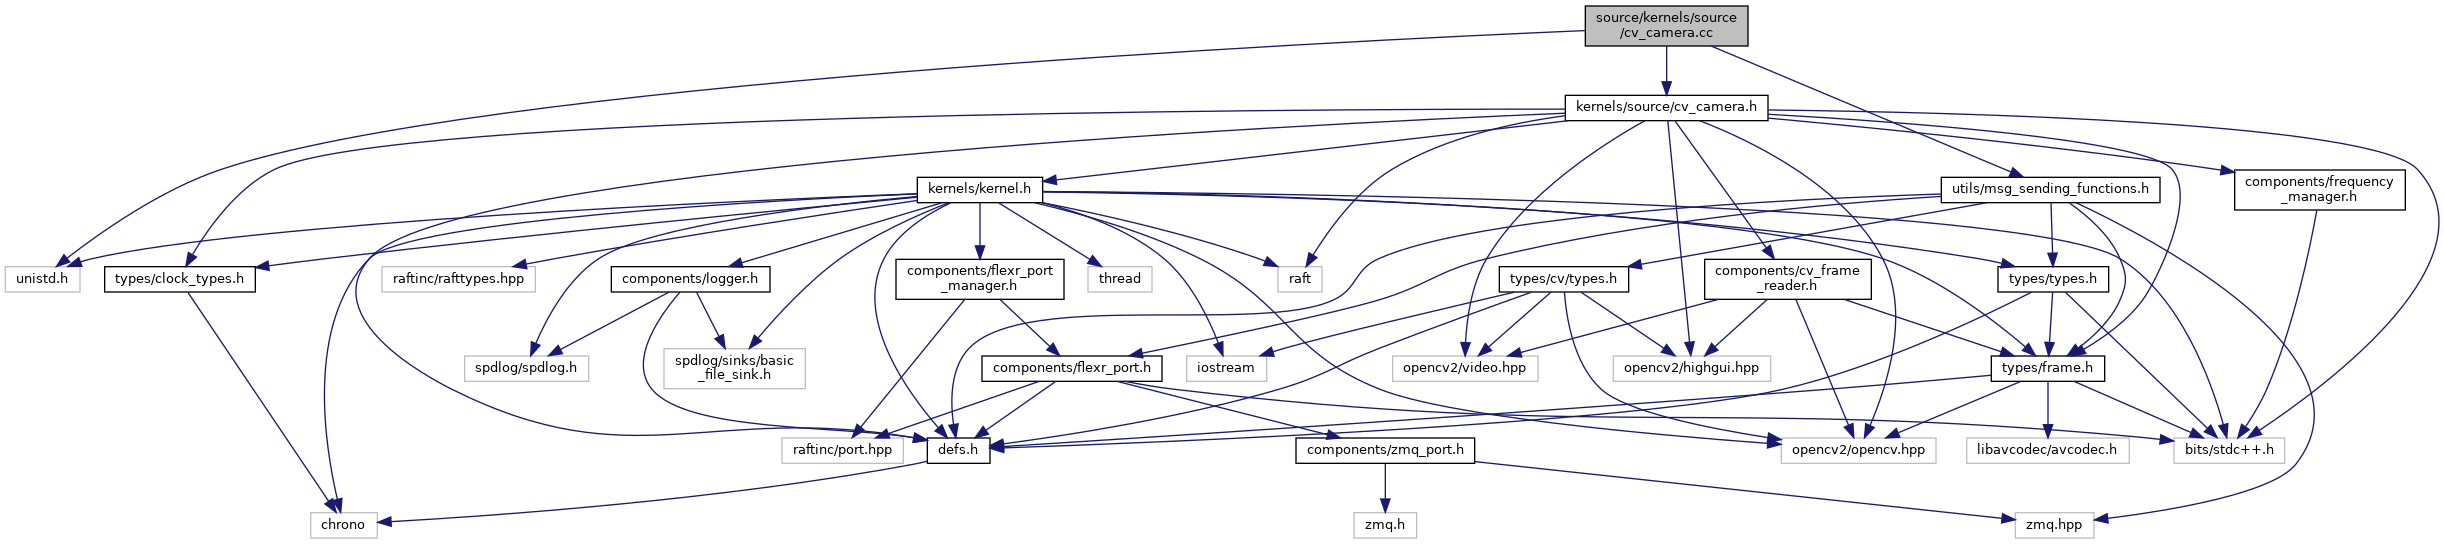 source/kernels/source
/cv_camera.cc
kernels/source/cv_camera.h
kernels/kernel.h
utils/msg_sending_functions.h
components/frequency
_manager.h
unistd.h
types/clock_types.h
raftinc/rafttypes.hpp
components/logger.h
components/flexr_port
_manager.h
thread
raft
types/cv/types.h
components/cv_frame
_reader.h
types/types.h
spdlog/spdlog.h
spdlog/sinks/basic
_file_sink.h
components/flexr_port.h
iostream
opencv2/video.hpp
opencv2/highgui.hpp
types/frame.h
raftinc/port.hpp
defs.h
components/zmq_port.h
opencv2/opencv.hpp
libavcodec/avcodec.h
bits/stdc++.h
chrono
zmq.h
zmq.hpp